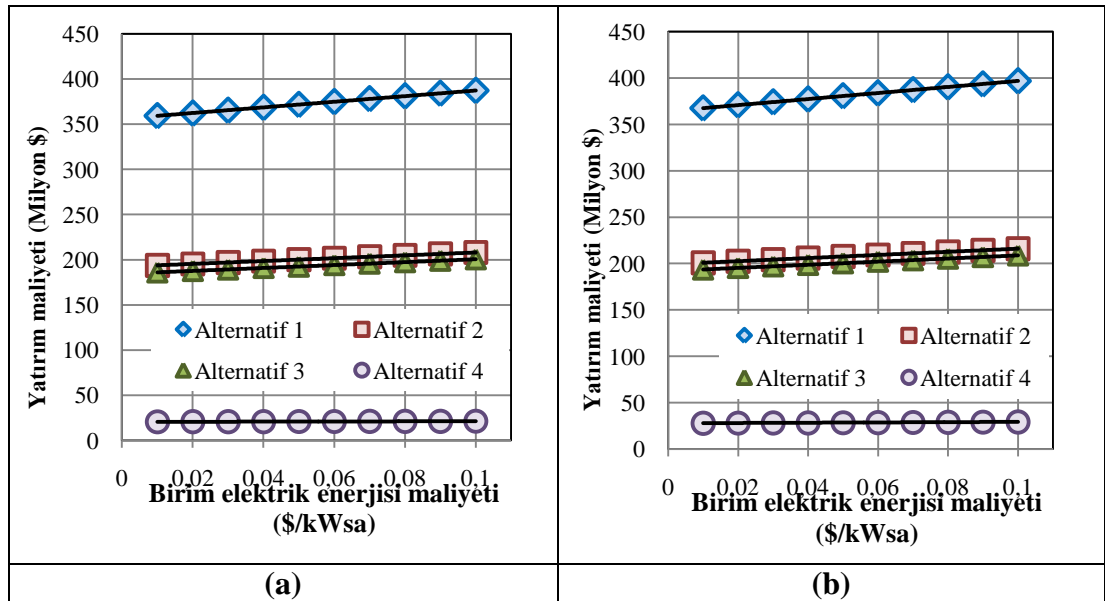 450
400
350
300
250
200
150
100
50
0
Yatırım maliyeti (Milyon $)
Alternatif 1
Alternatif 2
Alternatif 3
Alternatif 4
0 0,02 0,04 0,06 0,08 0,1
Birim elektrik enerjisi maliyeti
($/kWsa)
(a)
450
400
350
300
250
200
150
100
50
0
Yatırım maliyeti (Milyon $)
Alternatif 1
Alternatif 2
Alternatif 3
Alternatif 4
0 0,02 0,04 0,06 0,08 0,1
Birim elektrik enerjisi maliyeti
($/kWsa)
(b)